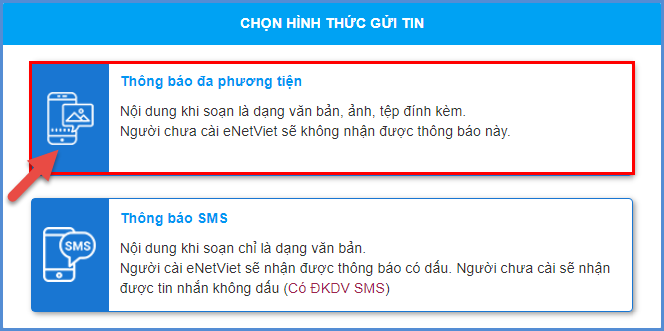 CHỌN HÌNH THỨC GỬI TIN
Thông báo đa phương tiện
Nội dung khi soạn là dạng văn bản, ảnh, tệp đính kèm.
Người chưa cài eNetViet sẽ không nhận được thông báo này.
SMS
Thông báo SMS
Nội dung khi soạn chỉ là dạng văn bản.
Người cài eNetViet sẽ nhận được thông báo có dấu. Người chưa cài sẽ nhận
được tin nhắn không dấu (Có ĐKDV SMS)